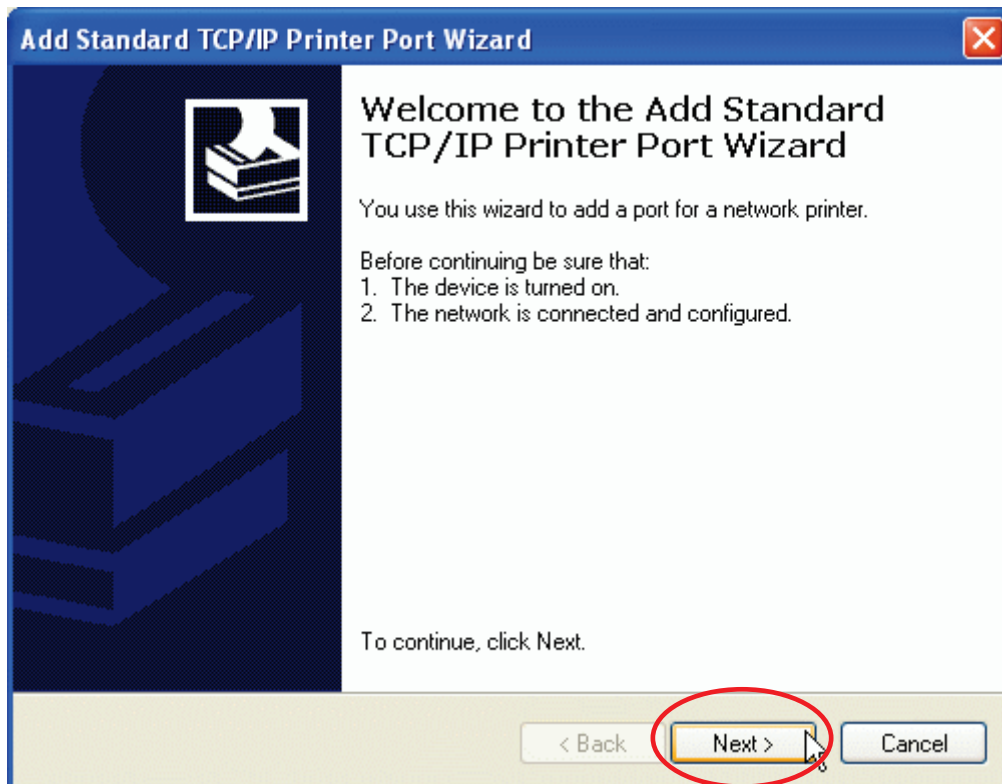 Add Standard TCP/IP Printer Port Wizard
Welcome to the Add Standard
TCP/IP Printer Port Wizard
You use this wizard to add a port for a network printer.
Before continuing be sure that:
1. The device is turned on.
2. The network is connected and configured.
To continue, click Next.
< Back Next > Cancel